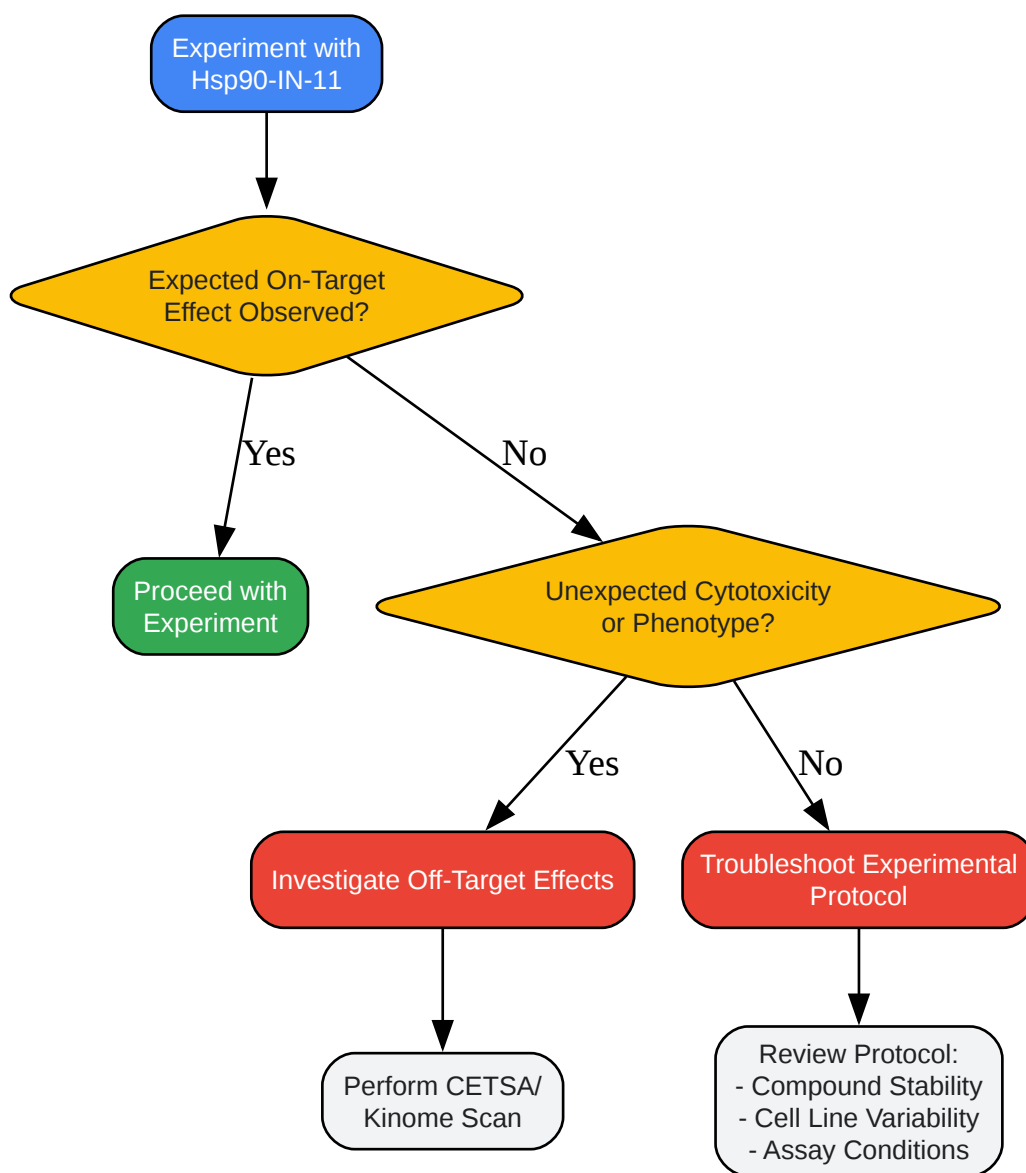 Experiment with
Hsp90-IN-11
Expected On-Target
Effect Observed?
Yes
No
Proceed with
Experiment
Unexpected Cytotoxicity
or Phenotype?
Yes
No
Investigate Off-Target Effects
Troubleshoot Experimental
Protocol
Perform CETSA/
Kinome Scan
Review Protocol:
- Compound Stability
- Cell Line Variability
- Assay Conditions